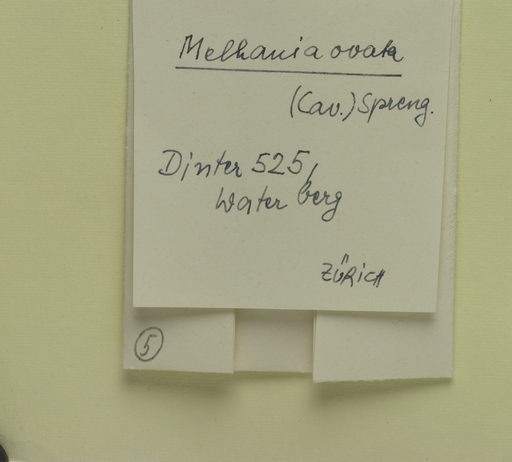 Melhania ovata
(Cav.) Spreng.
Dinter 525,
Waterberg
ZÜRICH
5